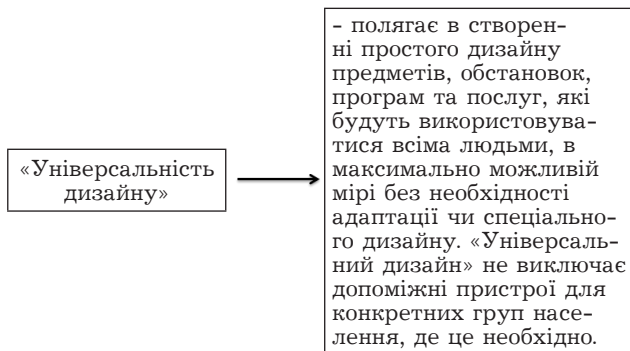 «Універсальність
дизайну»
- полягає в створен-
ні простого дизайну
предметів, обстановок,
програм та послуг, які
будуть використовува-
тися всіма людьми, в
максимально можливій
мірі без необхідності
адаптації чи спеціально-
го дизайну. «Універсаль-
ний дизайн» не виключає
допоміжні пристрої для
конкретних груп насе-
лення, де це необхідно.